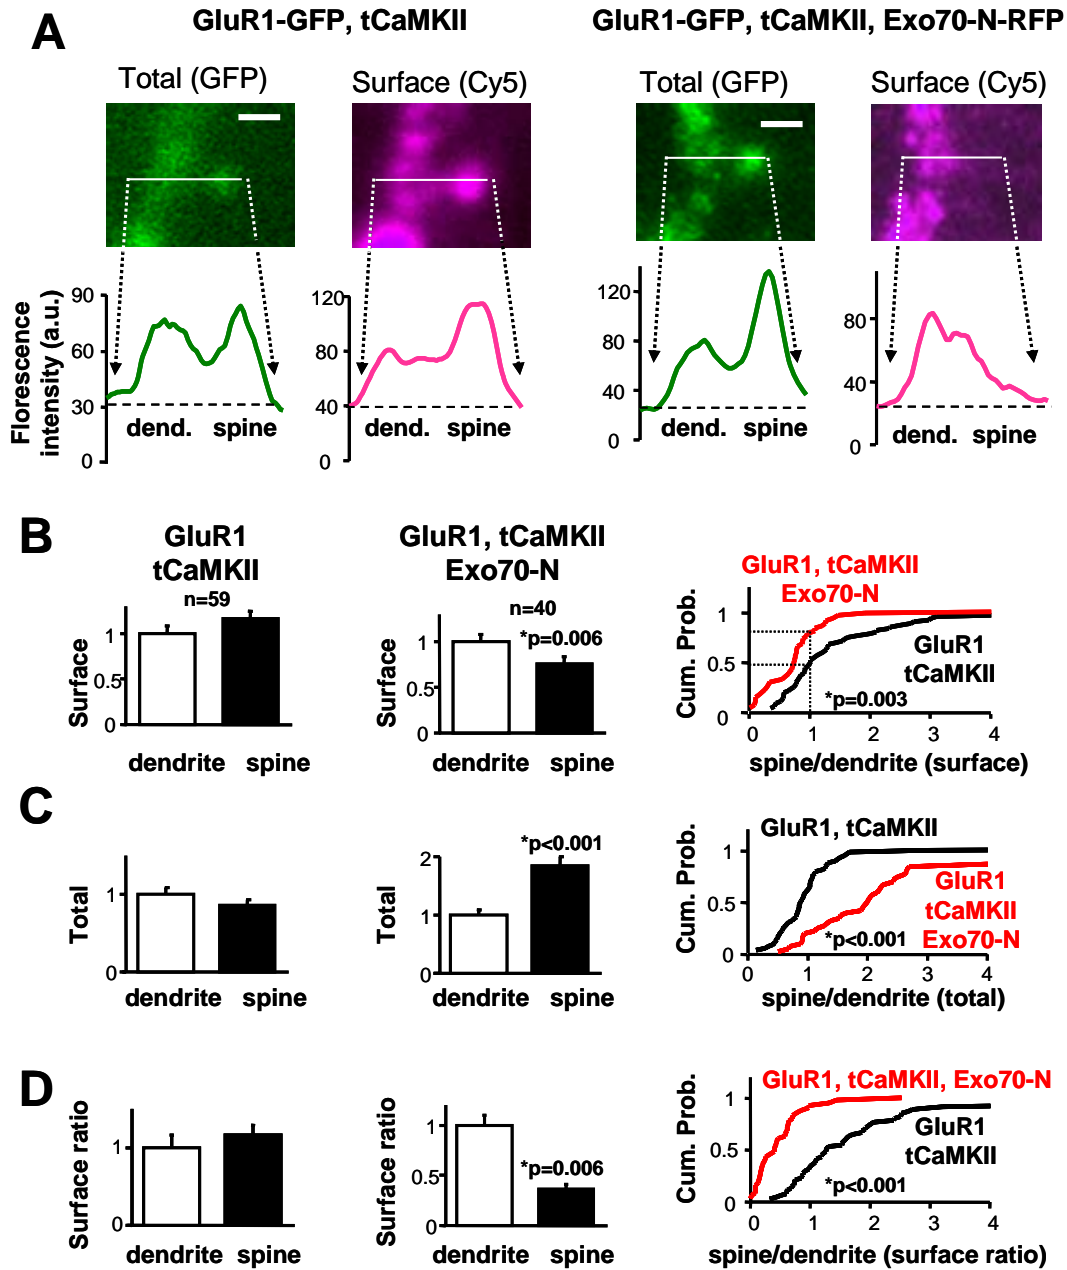 A
GluR1-GFP, tCaMKII
GluR1-GFP, tCaMKII, Exo70-N-RFP
Total (GFP)
Surface (Cy5)
Total (GFP)
Surface (Cy5)
Florescence
intensity (a.u.)
90
60
30
0
dend. spine
120
80
40
0
dend. spine
120
80
40
0
dend. spine
80
40
0
dend. spine
B
GluR1
tCaMKII
n=59
Surface
1
0.5
0
dendrite spine
GluR1, tCaMKII
Exo70-N
n=40
*p=0.006
Surface
1
0.5
0
dendrite spine
GluR1, tCaMKII
Exo70-N
Cum. Prob.
1
0.5
0
GluR1
tCaMKII
*p=0.003
0 1 2 3 4
spine/dendrite (surface)
C
Total
1
0
dendrite spine
*p<0.001
Total
2
1
0
dendrite spine
GluR1, tCaMKII
Cum. Prob.
1
0.5
0
GluR1
tCaMKII
Exo70-N
*p<0.001
0 1 2 3 4
spine/dendrite (total)
D
Surface ratio
1
0
dendrite spine
Surface ratio
1
0.5
0
*p=0.006
dendrite spine
GluR1, tCaMKII, Exo70-N
Cum. Prob.
1
0.5
0
GluR1
tCaMKII
*p<0.001
0 1 2 3 4
spine/dendrite (surface ratio)